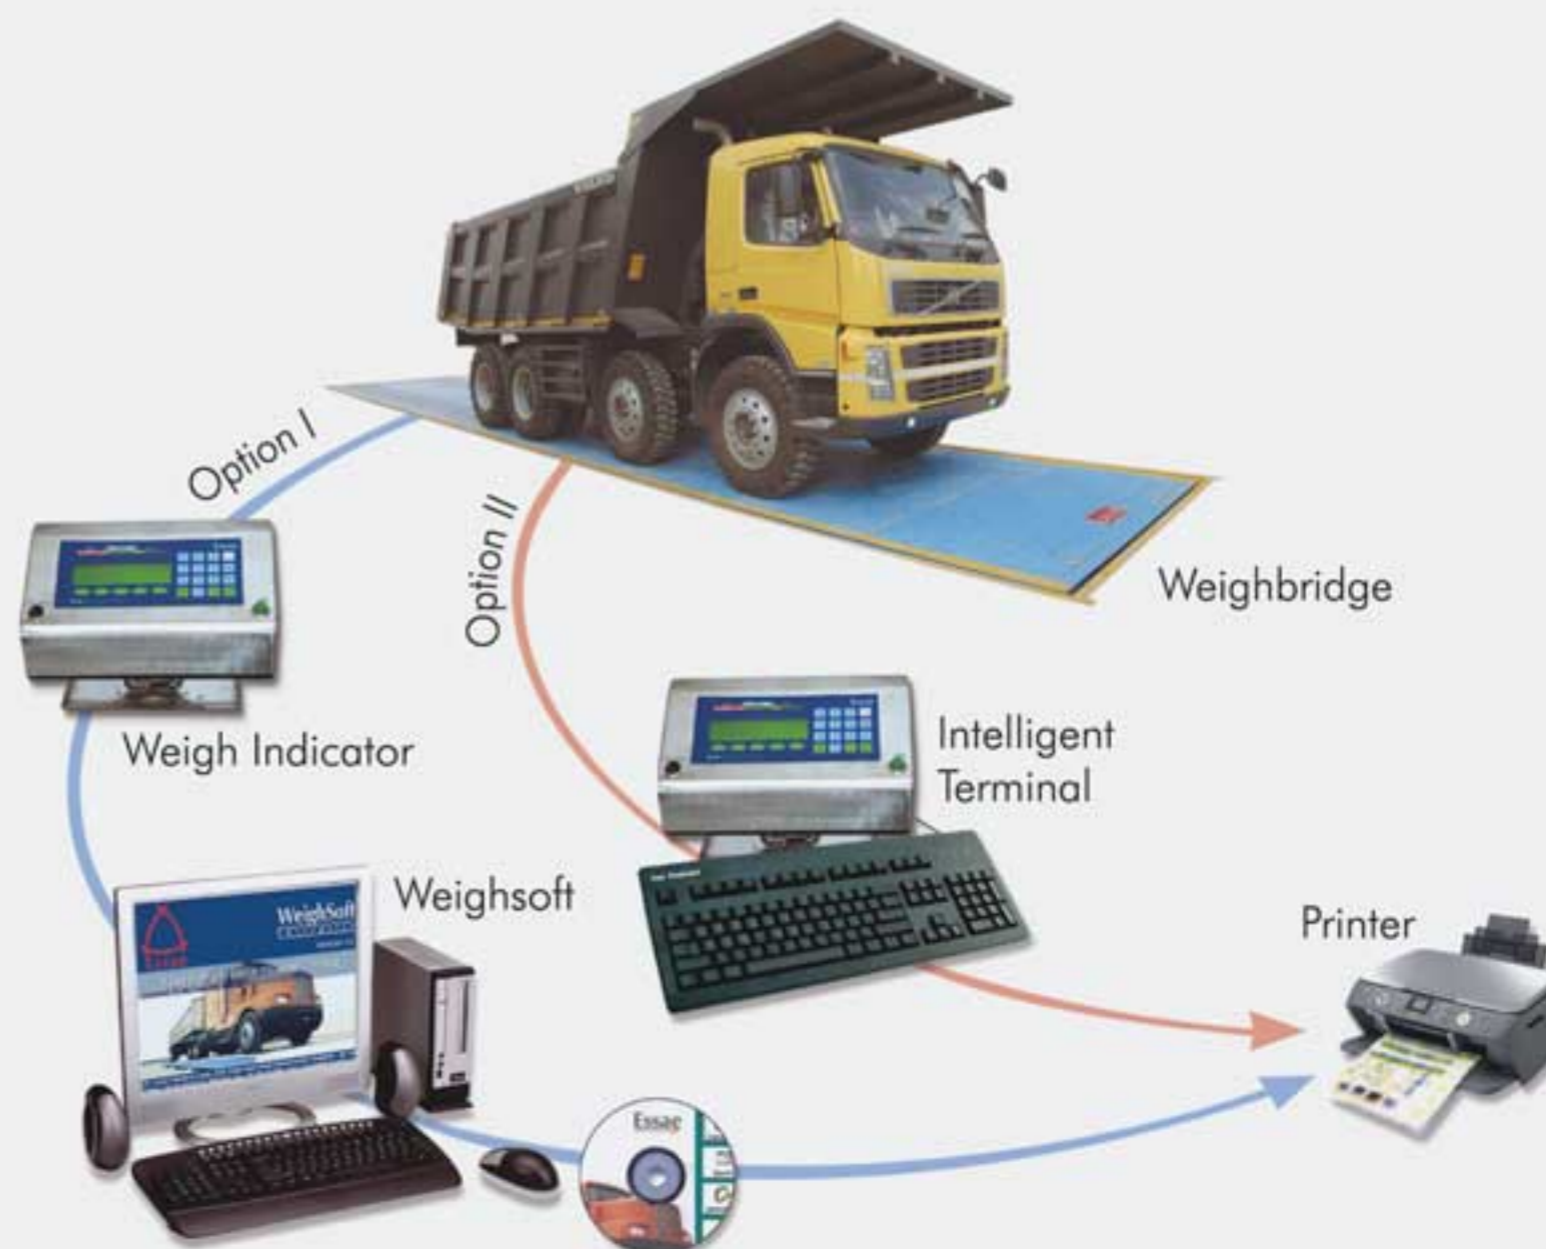 Option I
Option II
Weighbridge
Weigh Indicator
Intelligent
Terminal
Weighsoft
WeighSoft
Printer
Essae